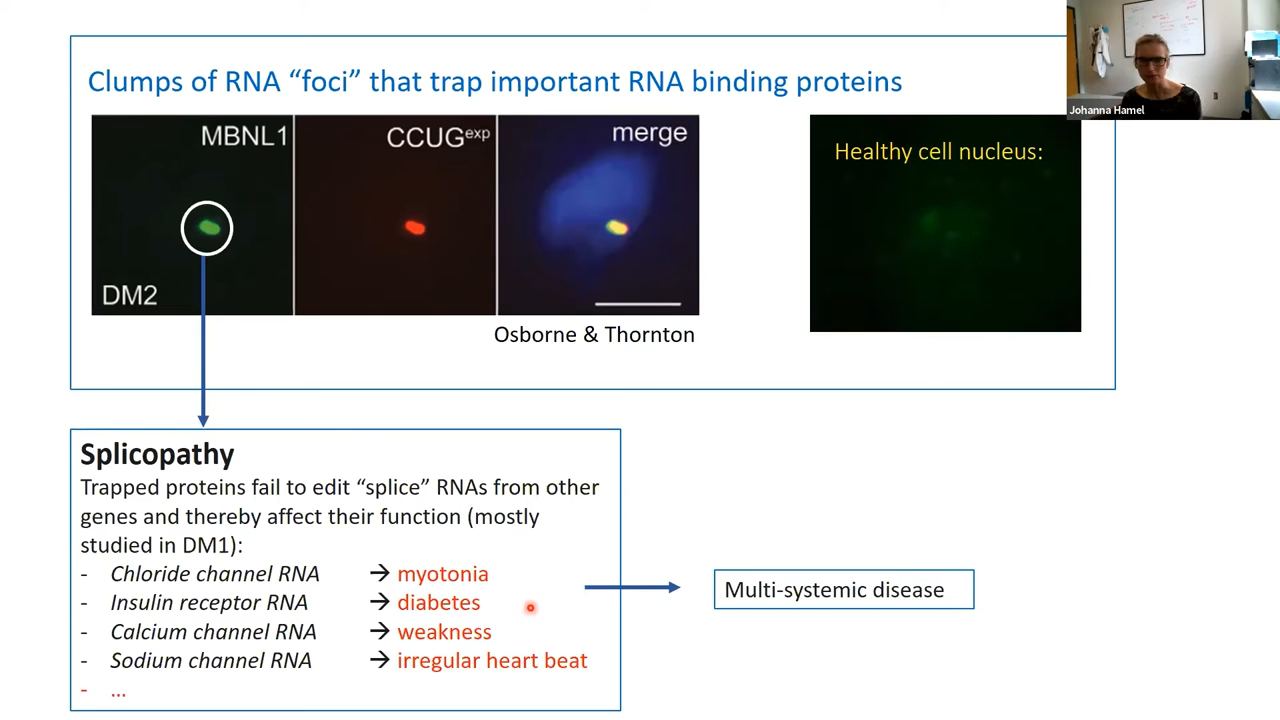 Clumps of RNA “foci” that trap important RNA binding proteins
Johanna Hamel
MBNL1
CCUGexp
merge
DM2
Healthy cell nucleus:
Osborne & Thornton
Splicopathy
Trapped proteins fail to edit “splice” RNAs from other
genes and thereby affect their function (mostly
studied in DM1):
- Chloride channel RNA → myotonia
- Insulin receptor RNA → diabetes
- Calcium channel RNA → weakness
- Sodium channel RNA → irregular heart beat
- ...
Multi-systemic disease